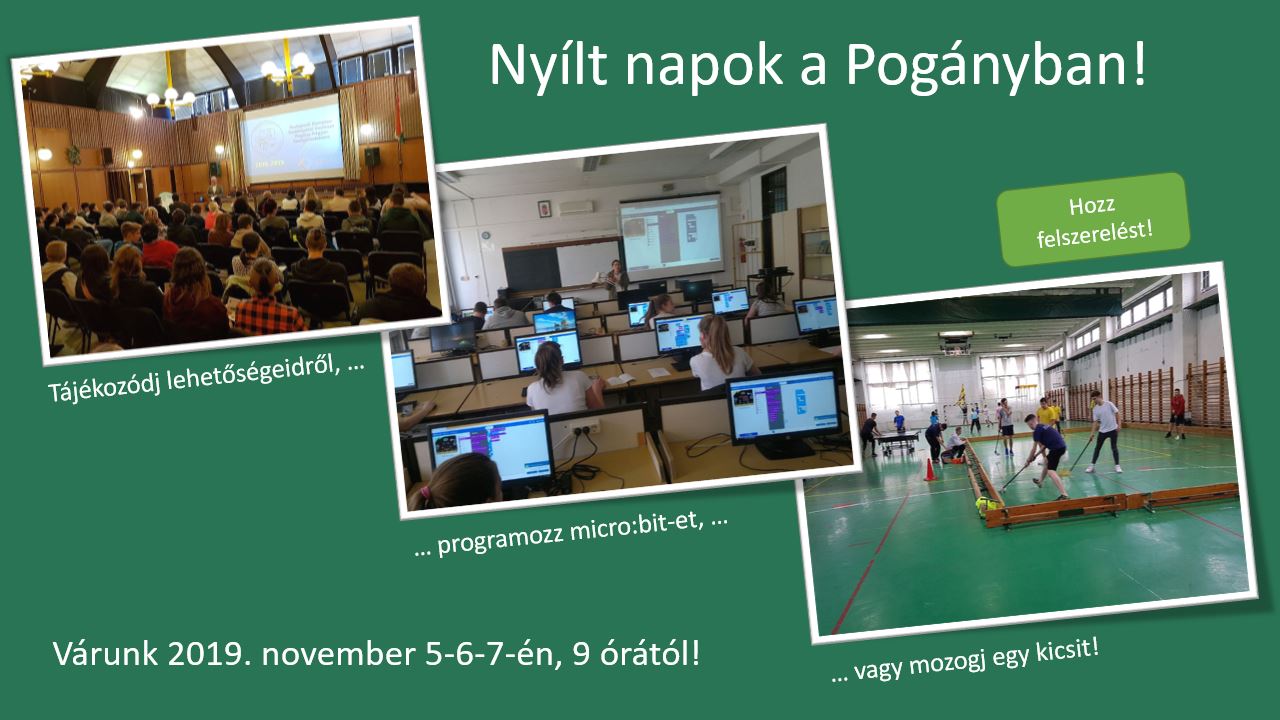 Nyílt napok a Pogányban!
Hozz
felszerelést!
Tájékozódj lehetőségeidről, ...
... programozz micro:bit-et, ...
... vagy mozogj egy kicsit!
Várunk 2019. november 5-6-7-én, 9 órától!